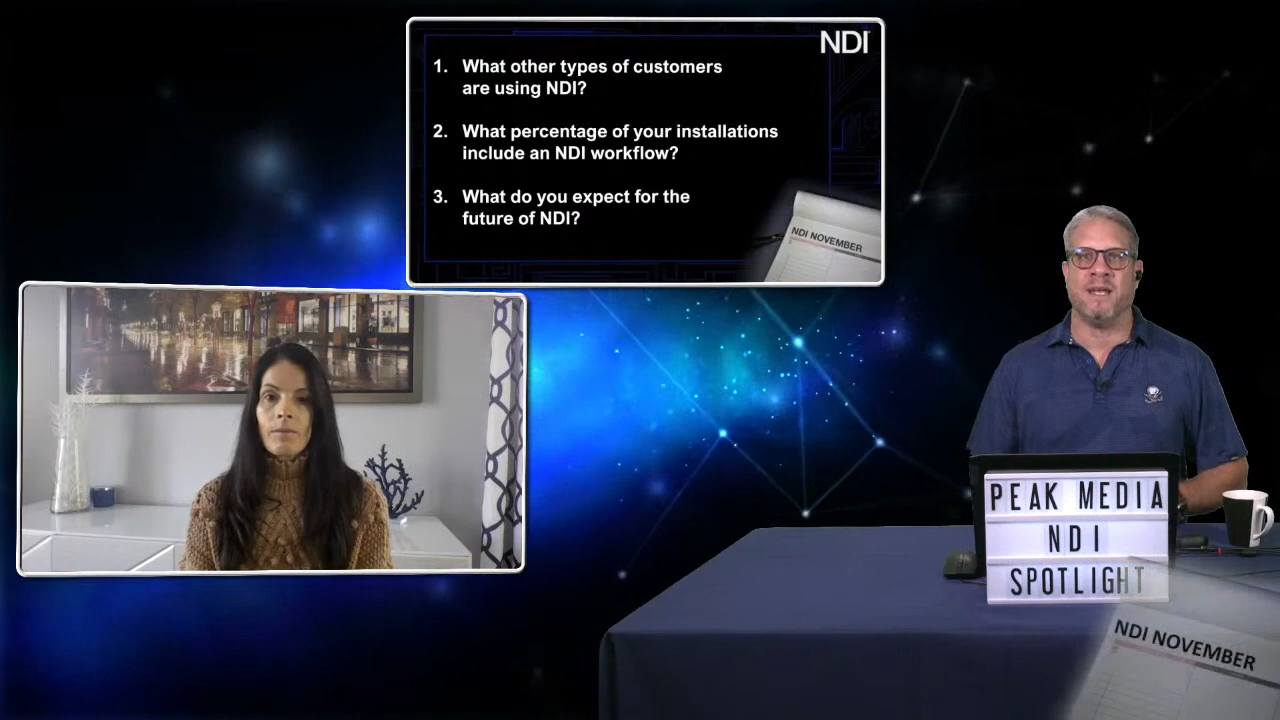 NDI
1. What other types of customers
are using NDI?
2. What percentage of your installations
include an NDI workflow?
3. What do you expect for the
future of NDI?
NDI NOVEMBER
PEAK MEDIA
NDI
SPOTLIGHT
NDI NOVEMBER